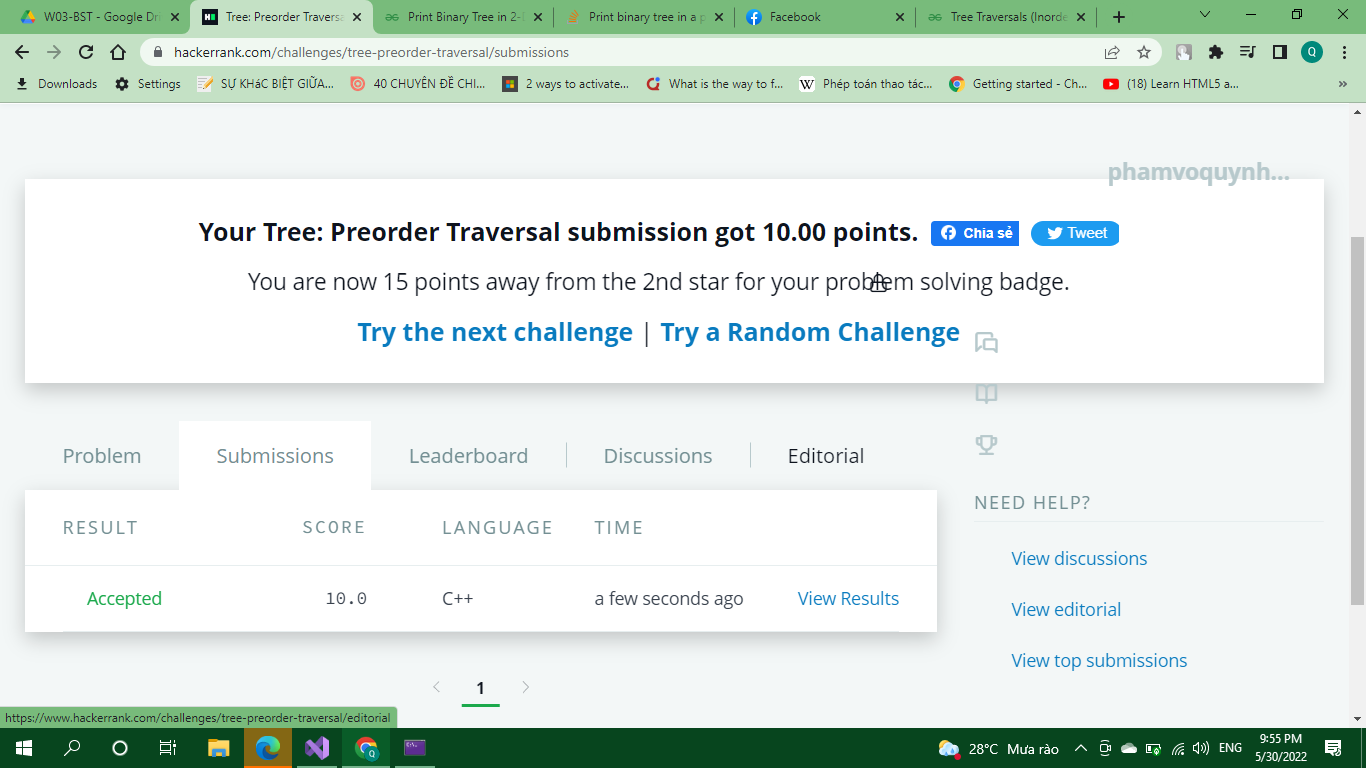 W03-BST - Google Dri
Tree: Preorder Traversa
Print Binary Tree in 2-
Print binary tree in a p
Facebook
Tree Traversals (Inorde
hackerrank.com/challenges/tree-preorder-traversal/submissions
Q
Downloads
Settings
SỰ KHáC BIỆT GIỮA...
40 CHUYÊN ĐỀ CHI...
2 ways to activate...
What is the way to f...
Phép toán thao tác...
Getting started - Ch...
(18) Learn HTML5 a...
phamvoquynh...
Your Tree: Preorder Traversal submission got 10.00 points.
Chia sẻ
Tweet
You are now 15 points away from the 2nd star for your problem solving badge.
Try the next challenge | Try a Random Challenge
Problem
Submissions
Leaderboard
Discussions
Editorial
RESULT SCORE LANGUAGE TIME
Accepted 10.0 C++ a few seconds ago View Results
1
NEED HELP?
View discussions
View editorial
View top submissions
https://www.hackerrank.com/challenges/tree-preorder-traversal/editorial
28°C Mưa rào
ENG
9:55 PM
5/30/2022